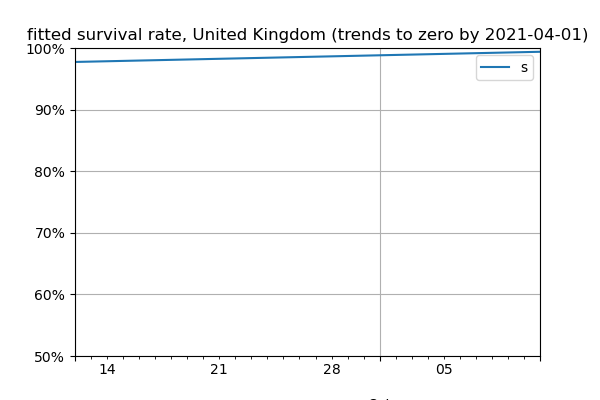 fitted survival rate, United Kingdom (trends to zero by 2021-04-01)
100%
s
90%
80%
70%
60%
50%
14 21 28 05